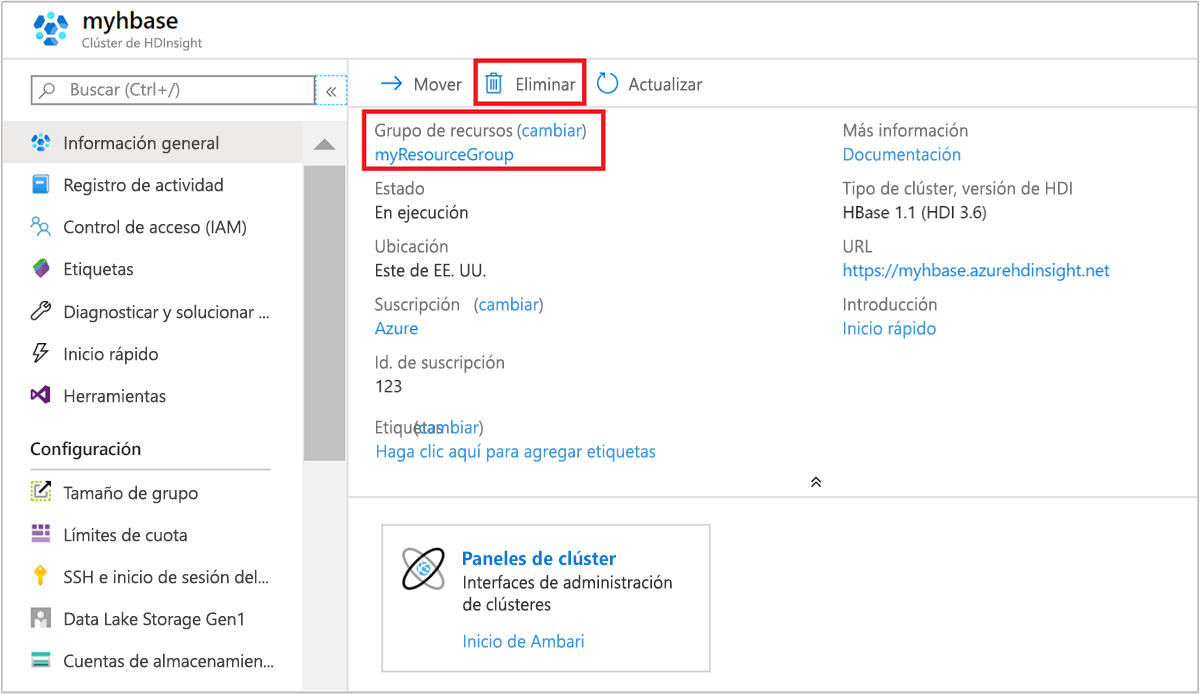 myhbase
Clúster de HDInsight
Buscar (Ctrl+/)
«
Información general
Registro de actividad
Control de acceso (IAM)
Etiquetas
Diagnosticar y solucionar ...
Inicio rápido
Herramientas
Configuración
Tamaño de grupo
Límites de cuota
SSH e inicio de sesión del...
Data Lake Storage Gen1
Cuentas de almacenamien...
Mover
Eliminar
Actualizar
Grupo de recursos (cambiar)
myResourceGroup
Estado
En ejecución
Ubicación
Este de EE. UU.
Suscripción (cambiar)
Azure
Id. de suscripción
123
Etiquetas (cambiar)
Haga clic aquí para agregar etiquetas
Más información
Documentación
Tipo de clúster, versión de HDI
HBase 1.1 (HDI 3.6)
URL
https://myhbase.azurehdinsight.net
Introducción
Inicio rápido
Paneles de clúster
Interfaces de administración
de clústeres
Inicio de Ambari